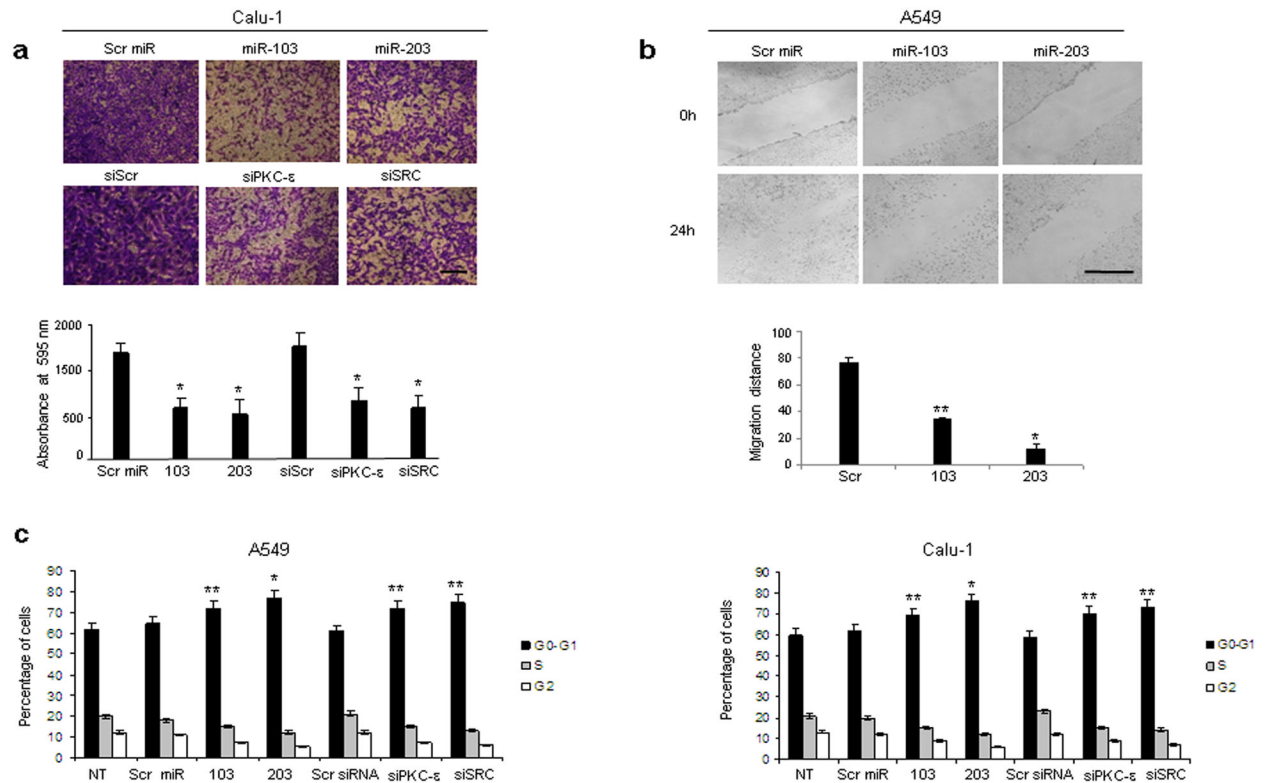 Calu-1
a
Scr miR miR-103 miR-203
siScr siPKC-ε siSRC
Absorbance at 595 nm
2000
1500
500
0
Scr miR 103 203 siScr siPKC-ε siSRC
* * * *
A549
b
Scr miR miR-103 miR-203
0h
24h
Migration distance
100
80
60
40
20
0
Scr 103 203
** *
c
A549
Percentage of cells
90
80
70
60
50
40
30
20
10
0
NT Scr miR 103 203 Scr siRNA siPKC-ε siSRC
** * ** **
G0-G1
S
G2
Calu-1
Percentage of cells
90
80
70
60
50
40
30
20
10
0
NT Scr miR 103 203 Scr siRNA siPKC-ε siSRC
** * ** **
G0-G1
S
G2